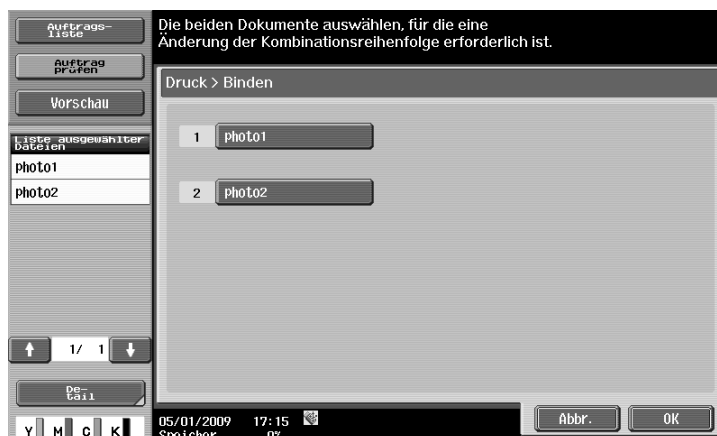 Auftrags-
liste
Auftrag
prüfen
Vorschau
Liste ausgewählter
Dateien
photo1
photo2
1/ 1
De-
tail
Y M C K
Die beiden Dokumente auswählen, für die eine
Änderung der Kombinationsreihenfolge erforderlich ist.
Druck > Binden
1 photo1
2 photo2
05/01/2009 17:15
Speicher 0%
Abbr. OK